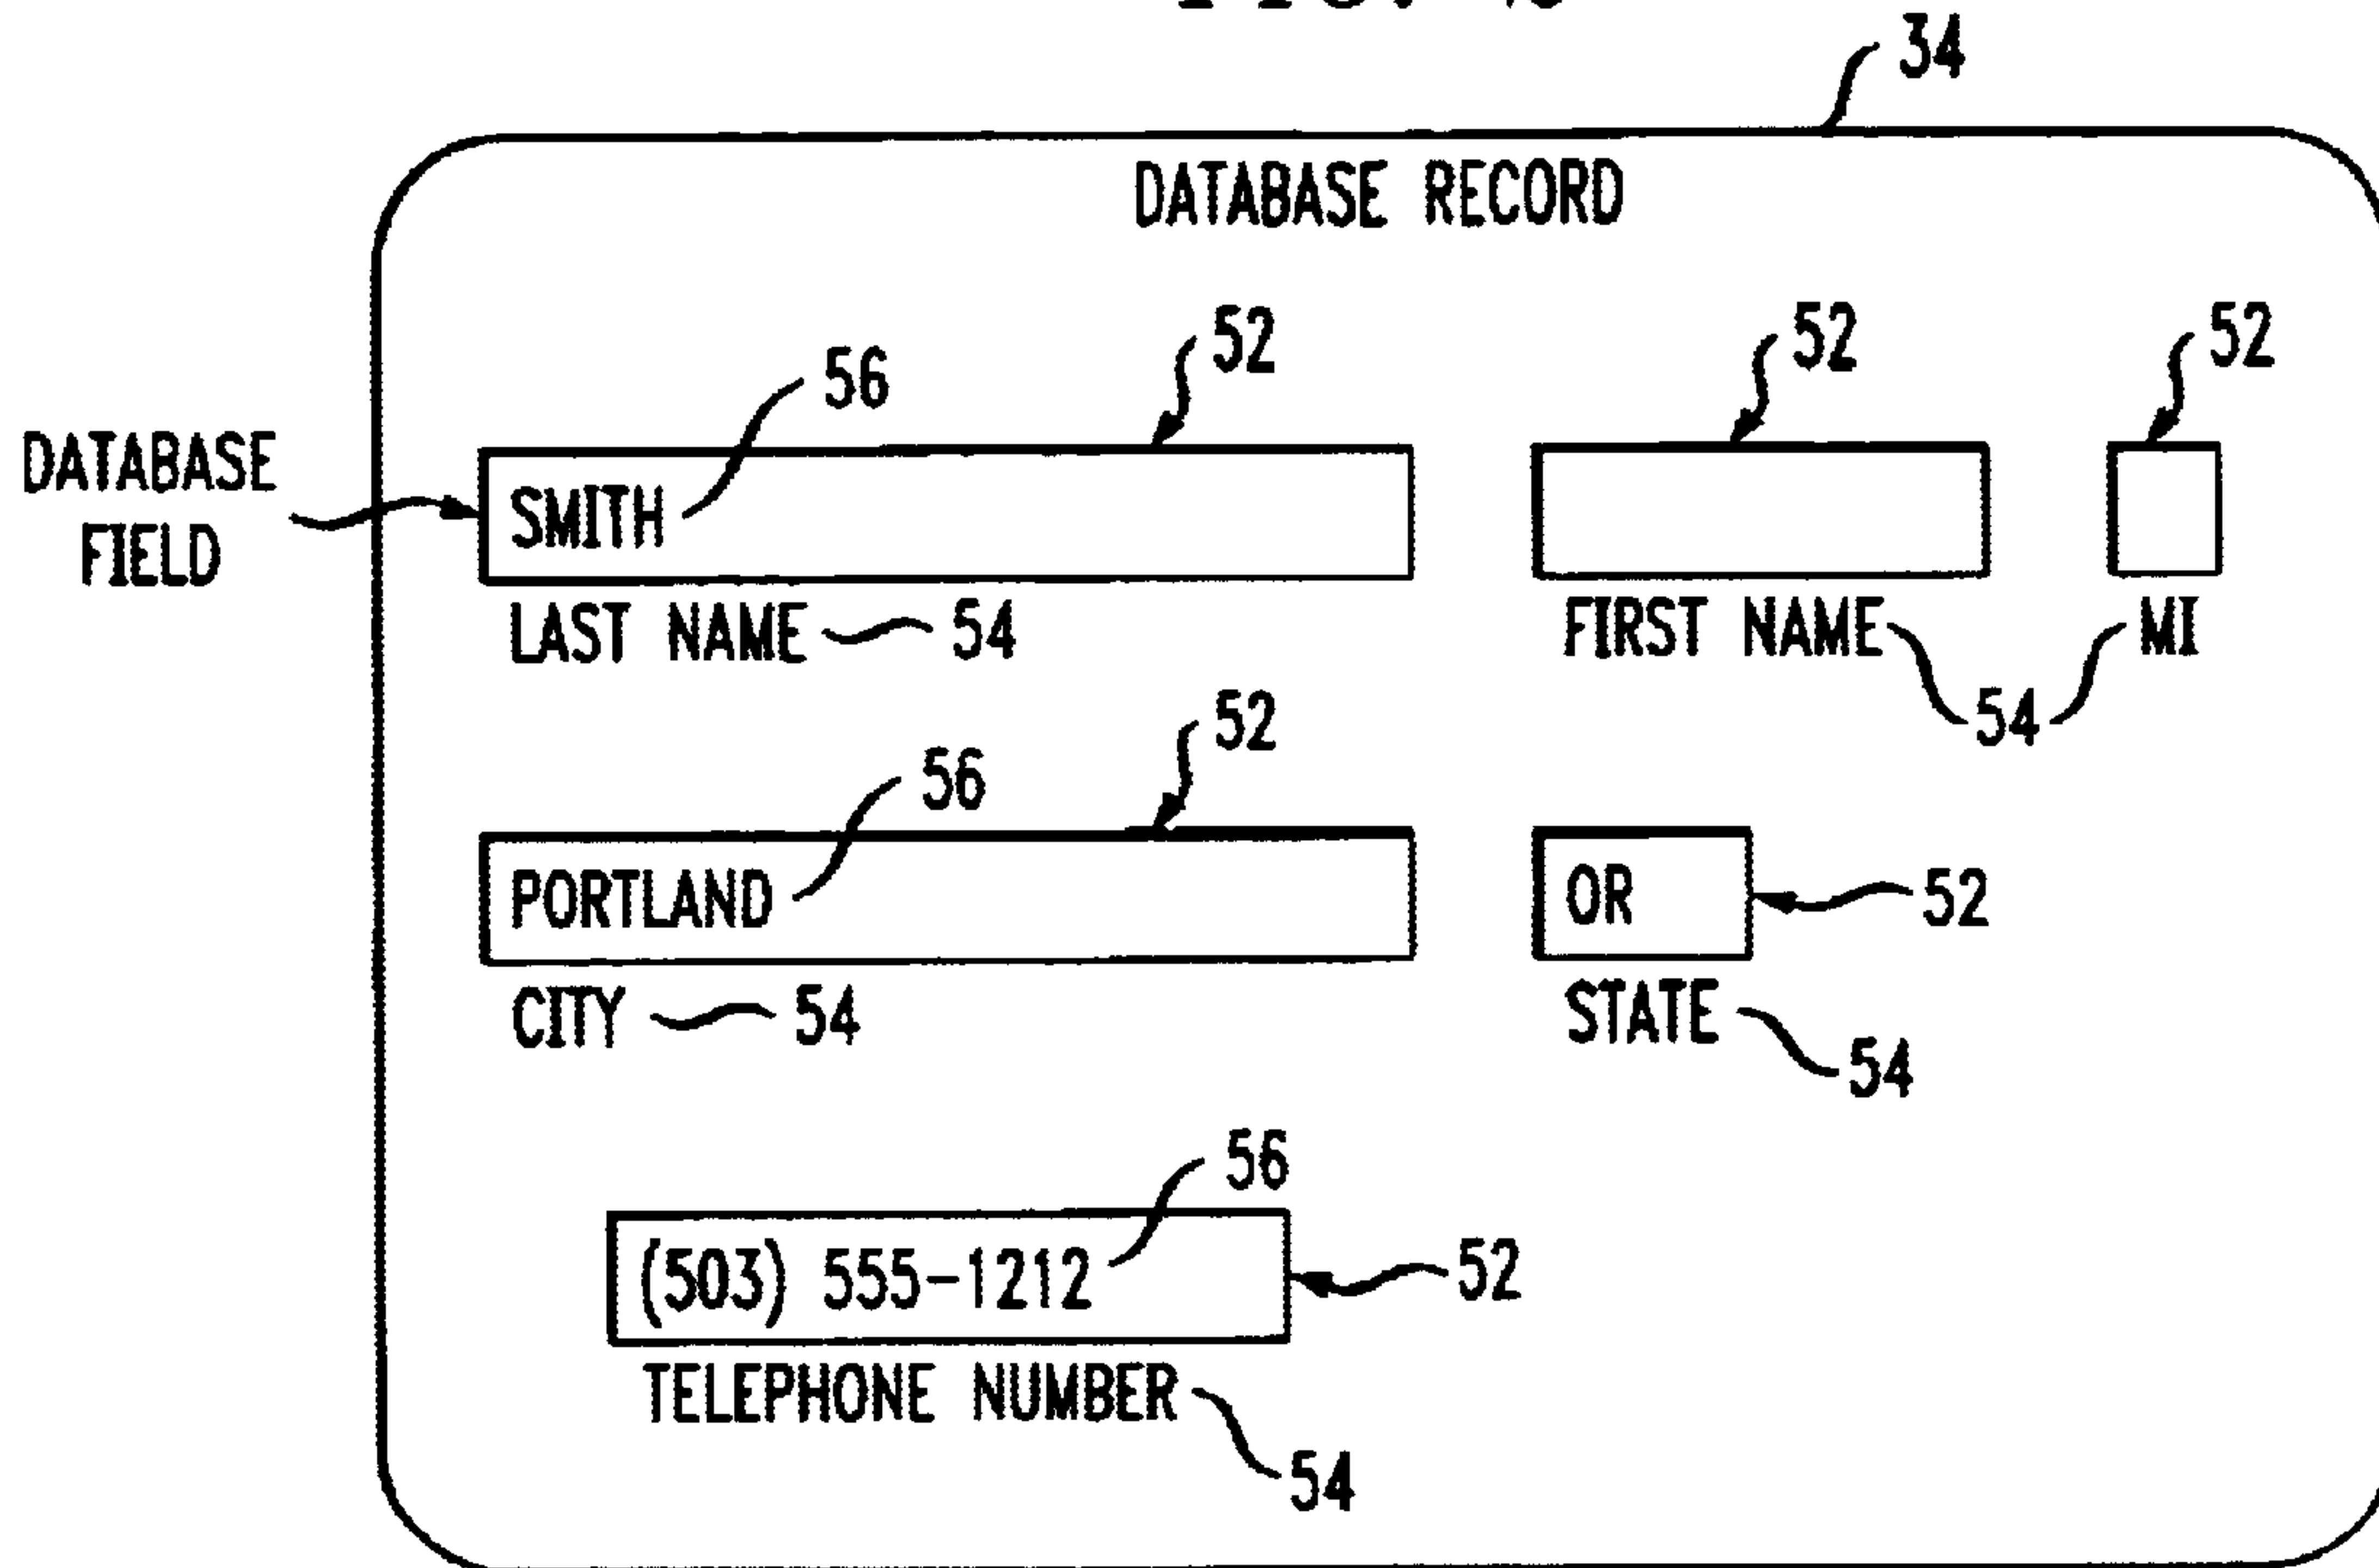 34
DATABASE RECORD
52 52 52
56
DATABASE
FIELD
SMITH
LAST NAME 54 FIRST NAME MI
54
52
56
PORTLAND OR 52
CITY 54 STATE
54
56
(503) 555-1212 52
TELEPHONE NUMBER
54